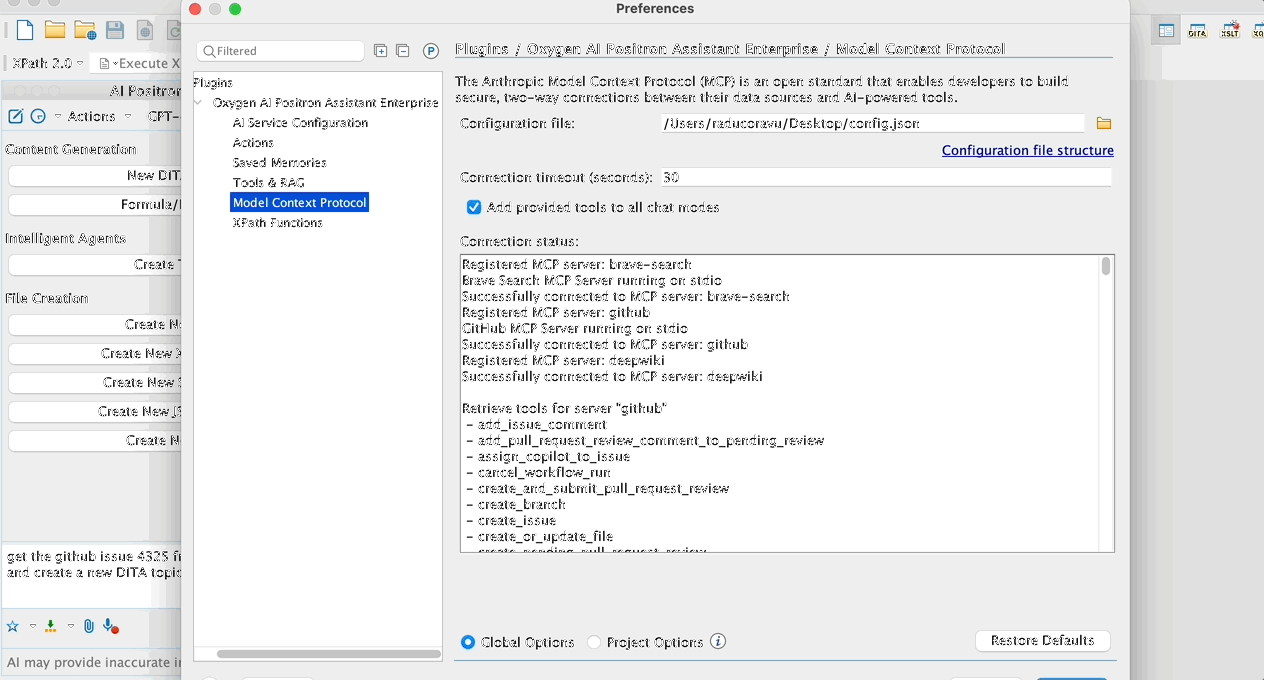 Preferences
XPath 2.0
Execute X
AI Positron
Actions
GPT-
Content Generation
New DIT
Formula/
Intelligent Agents
Create
File Creation
Create N
Create New
Create New
Create New JS
Create N
get the github issue 4325 f
and create a new DITA topic
AI may provide inaccurate i
Filtered
P
Plugins
Oxygen AI Positron Assistant Enterprise
AI Service Configuration
Actions
Saved Memories
Tools & RAG
Model Context Protocol
XPath Functions
Plugins / Oxygen AI Positron Assistant Enterprise / Model Context Protocol
The Anthropic Model Context Protocol (MCP) is an open standard that enables developers to build
secure, two-way connections between their data sources and AI-powered tools.
Configuration file: /Users/raducoravu/Desktop/config.json
Configuration file structure
Connection timeout (seconds): 30
Add provided tools to all chat modes
Connection status:
Registered MCP server: brave-search
Brave Search MCP Server running on stdio
Successfully connected to MCP server: brave-search
Registered MCP server: github
GitHub MCP Server running on stdio
Successfully connected to MCP server: github
Registered MCP server: deepwiki
Successfully connected to MCP server: deepwiki
Retrieve tools for server "github"
- add_issue_comment
- add_pull_request_review_comment_to_pending_review
- assign_copilot_to_issue
- cancel_workflow_run
- create_and_submit_pull_request_review
- create_branch
- create_issue
- create_or_update_file
- create_pending_pull_request_review
Global Options
Project Options
Restore Defaults
DITA
XSLT